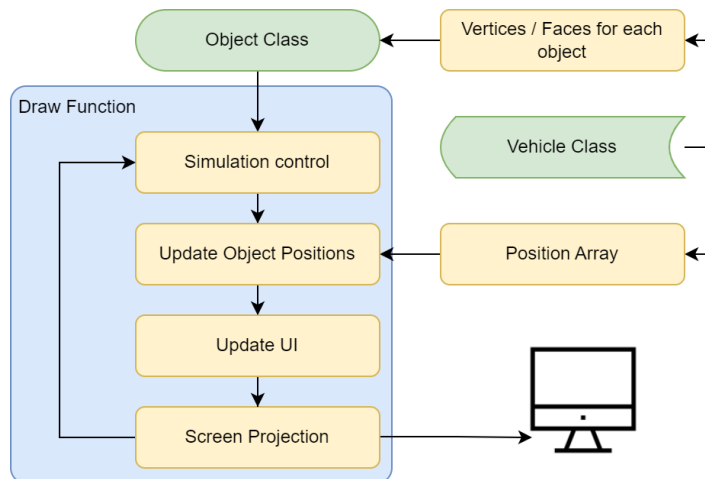 Object Class
Vertices / Faces for each
object
Draw Function
Simulation control
Vehicle Class
Update Object Positions
Position Array
Update UI
Screen Projection